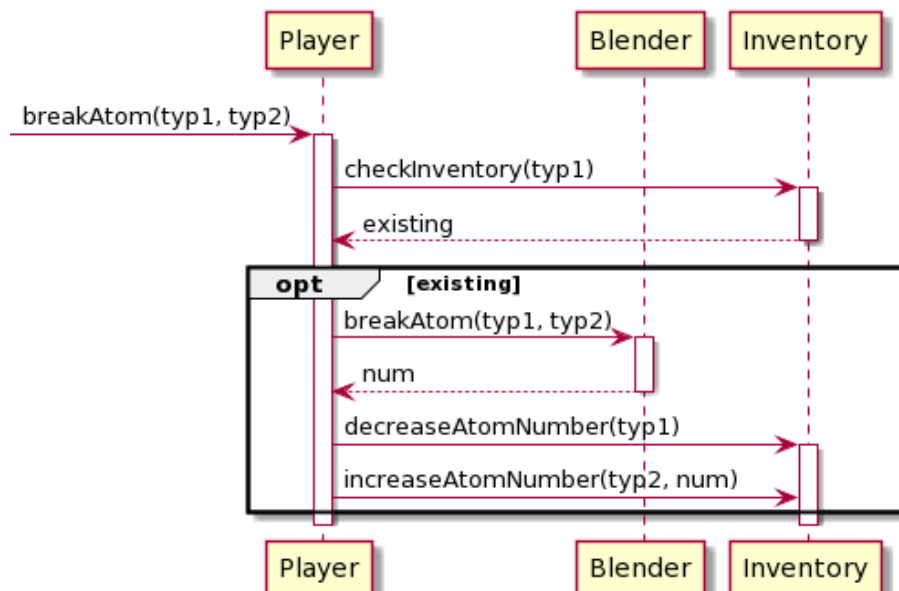 Player Blender Inventory
breakAtom(typ1, typ2)
checkInventory(typ1)
existing
opt [existing]
breakAtom(typ1, typ2)
num
decreaseAtomNumber(typ1)
increaseAtomNumber(typ2, num)
Player Blender Inventory